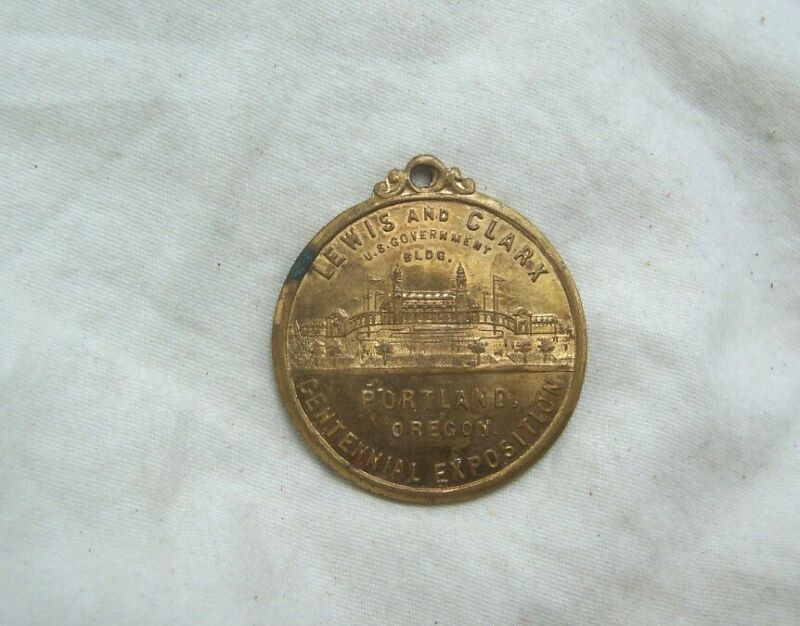 LEWIS AND CLARK
U.S. GOVERNMENT
BLDG.
PORTLAND,
OREGON
CENTENNIAL EXPOSITION